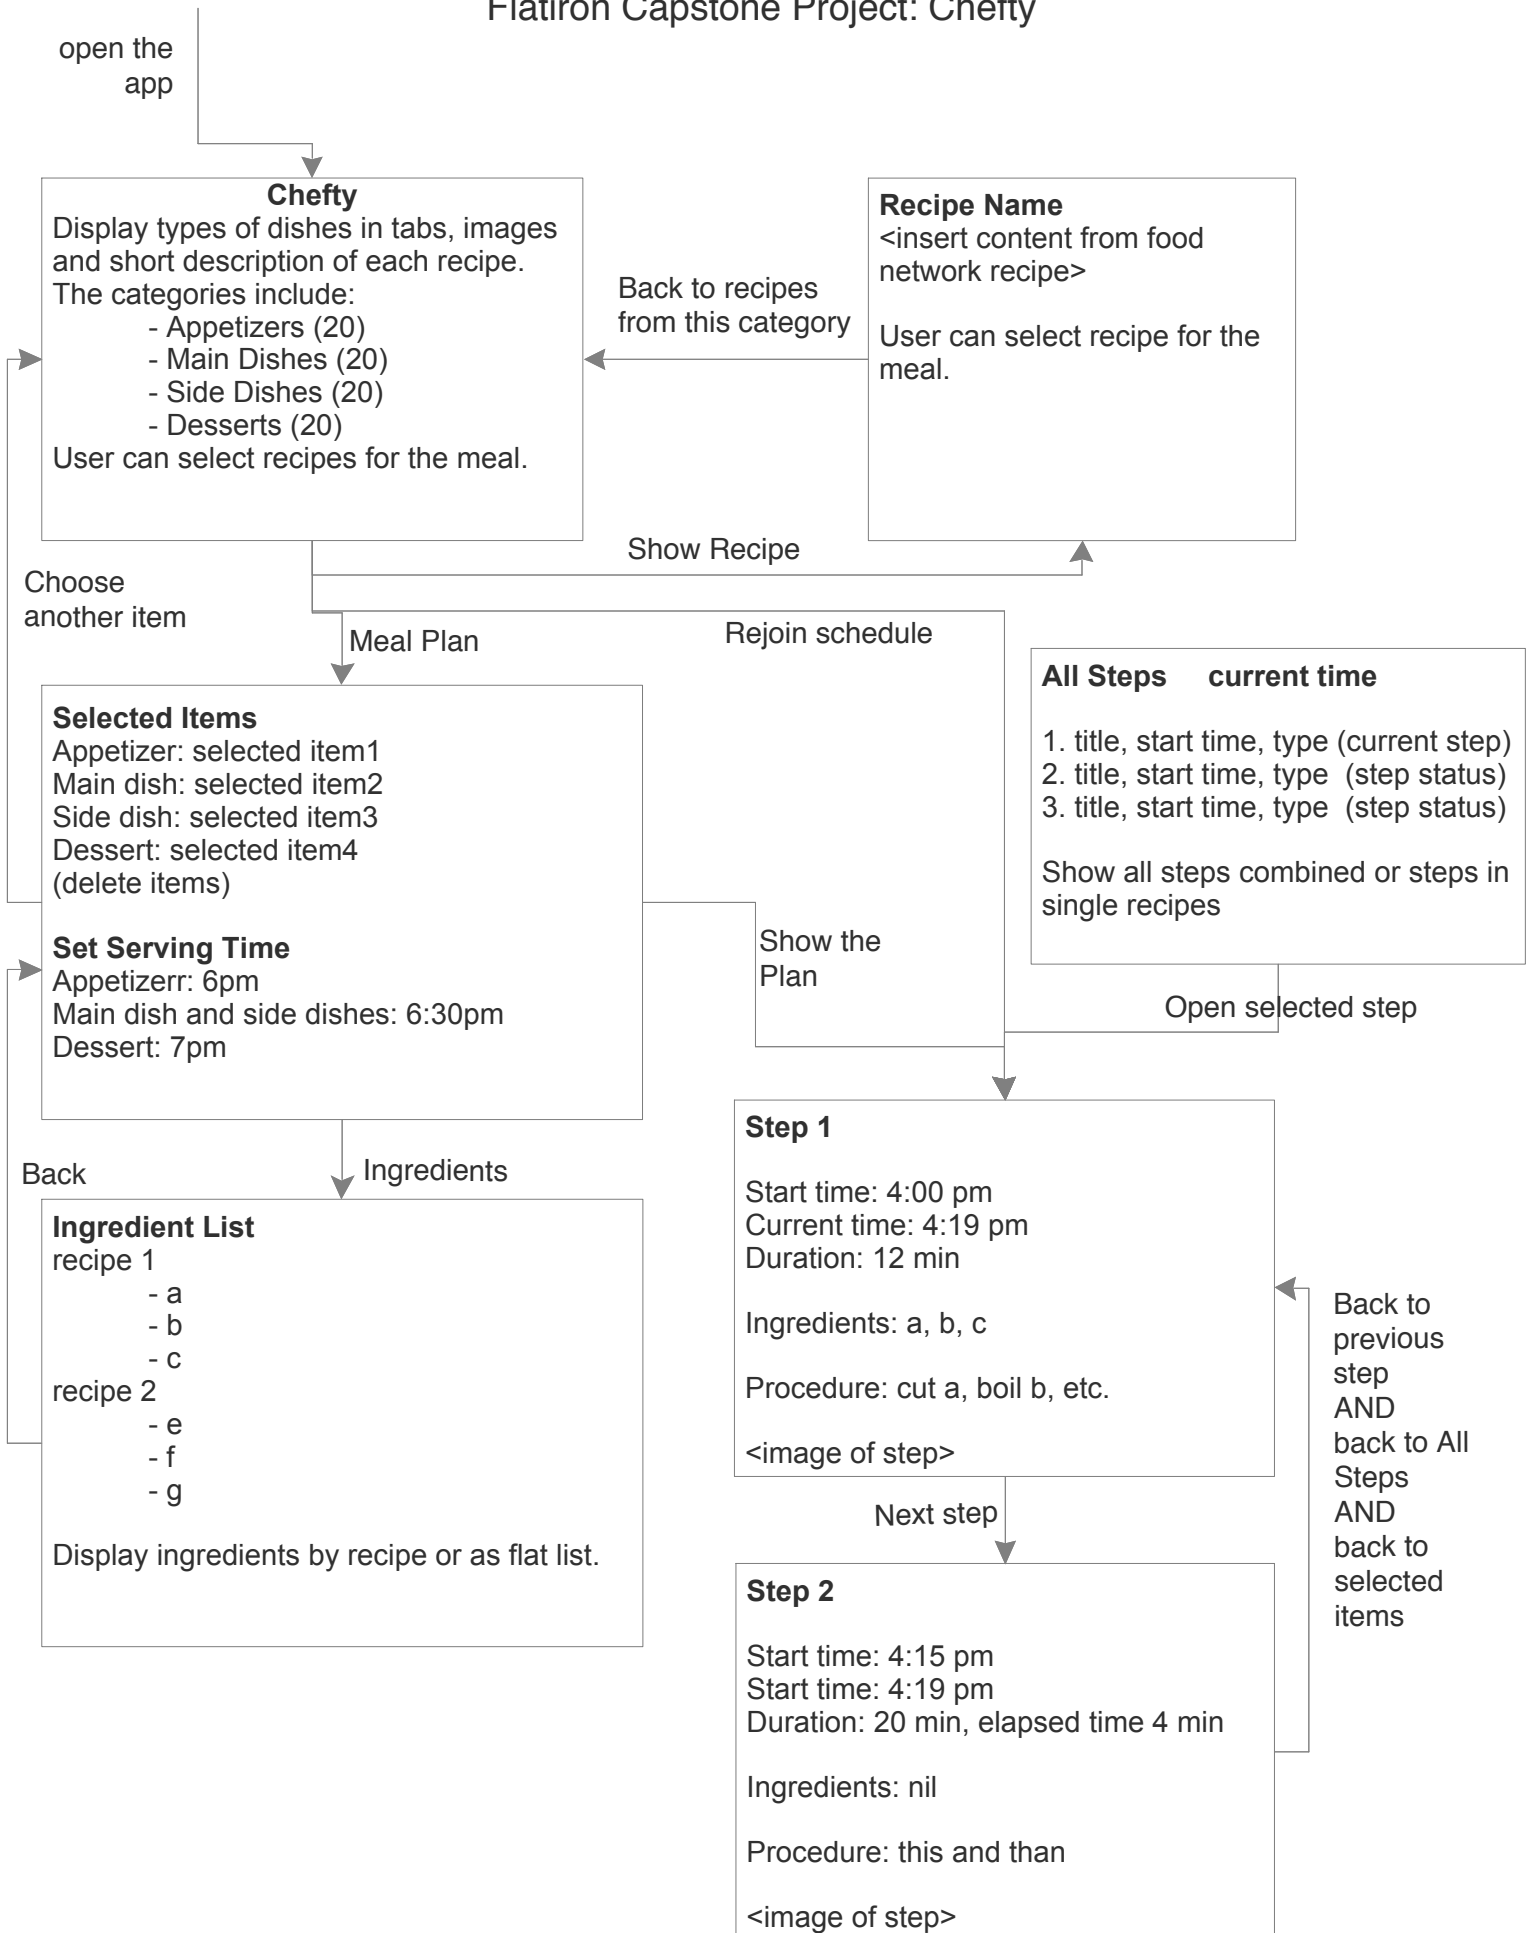 Flatiron Capstone Project: Chefty
open the
app
Chefty
Display types of dishes in tabs, images
and short description of each recipe.
The categories include:
- Appetizers (20)
- Main Dishes (20)
- Side Dishes (20)
- Desserts (20)
User can select recipes for the meal.
Back to recipes
from this category
Recipe Name
<insert content from food
network recipe>
User can select recipe for the
meal.
Show Recipe
Choose
another item
Meal Plan
Rejoin schedule
All Steps current time
1. title, start time, type (current step)
2. title, start time, type (step status)
3. title, start time, type (step status)
Show all steps combined or steps in
single recipes
Selected Items
Appetizer: selected item1
Main dish: selected item2
Side dish: selected item3
Dessert: selected item4
(delete items)
Set Serving Time
Appetizerr: 6pm
Main dish and side dishes: 6:30pm
Dessert: 7pm
Show the
Plan
Open selected step
Back
Ingredients
Ingredient List
recipe 1
- a
- b
- c
recipe 2
- e
- f
- g
Display ingredients by recipe or as flat list.
Step 1
Start time: 4:00 pm
Current time: 4:19 pm
Duration: 12 min
Ingredients: a, b, c
Procedure: cut a, boil b, etc.
<image of step>
Back to
previous
step
AND
back to All
Steps
AND
back to
selected
items
Next step
Step 2
Start time: 4:15 pm
Start time: 4:19 pm
Duration: 20 min, elapsed time 4 min
Ingredients: nil
Procedure: this and than
<image of step>